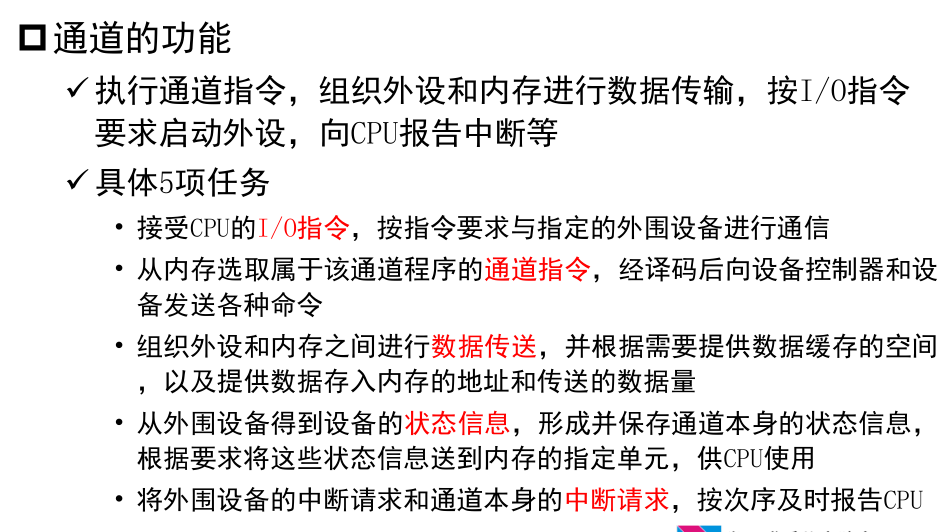 通道的功能
执行通道指令，组织外设和内存进行数据传输，按I/O指令
要求启动外设，向CPU报告中断等
具体5项任务
接受CPU的I/O指令，按指令要求与指定的外围设备进行通信
从内存选取属于该通道程序的通道指令，经译码后向设备控制器和设
备发送各种命令
组织外设和内存之间进行数据传送，并根据需要提供数据缓存的空间
，以及提供数据存入内存的地址和传送的数据量
从外围设备得到设备的状态信息，形成并保存通道本身的状态信息，
根据要求将这些状态信息送到内存的指定单元，供CPU使用
将外围设备的中断请求和通道本身的中断请求，按次序及时报告CPU